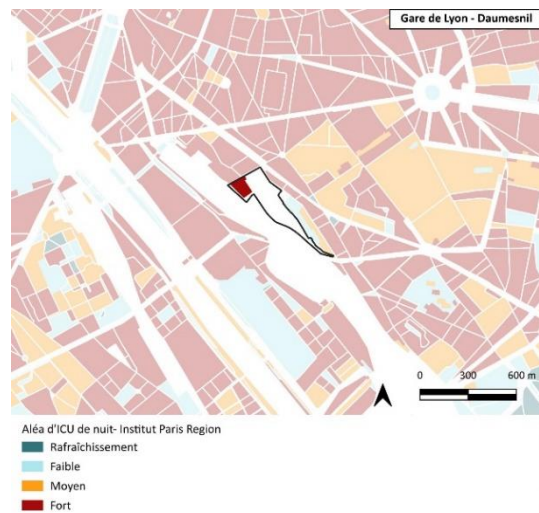 Gare de Lyon - Daumesnil
0 300 600 m
Aléa d'ICU de nuit- Institut Paris Region
Rafraîchissement
Faible
Moyen
Fort